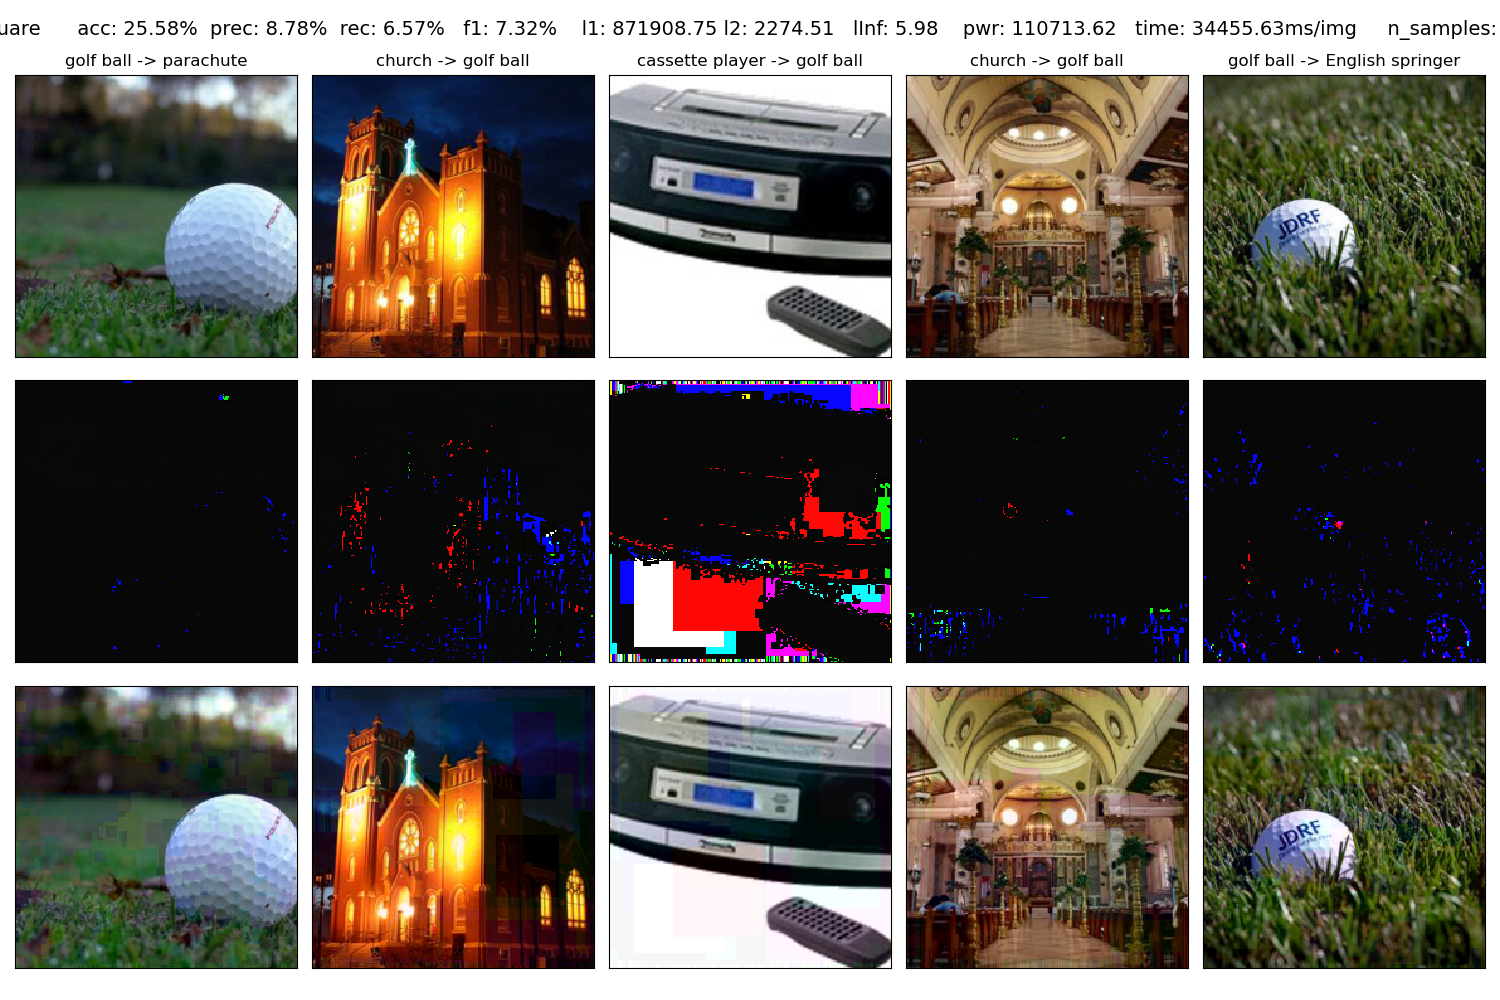 uare acc: 25.58% prec: 8.78% rec: 6.57% f1: 7.32% l1: 871908.75 l2: 2274.51 lInf: 5.98 pwr: 110713.62 time: 34455.63ms/img n_samples:
golf ball -> parachute
church -> golf ball
cassette player -> golf ball
church -> golf ball
golf ball -> English springer
JDRF
JDRF